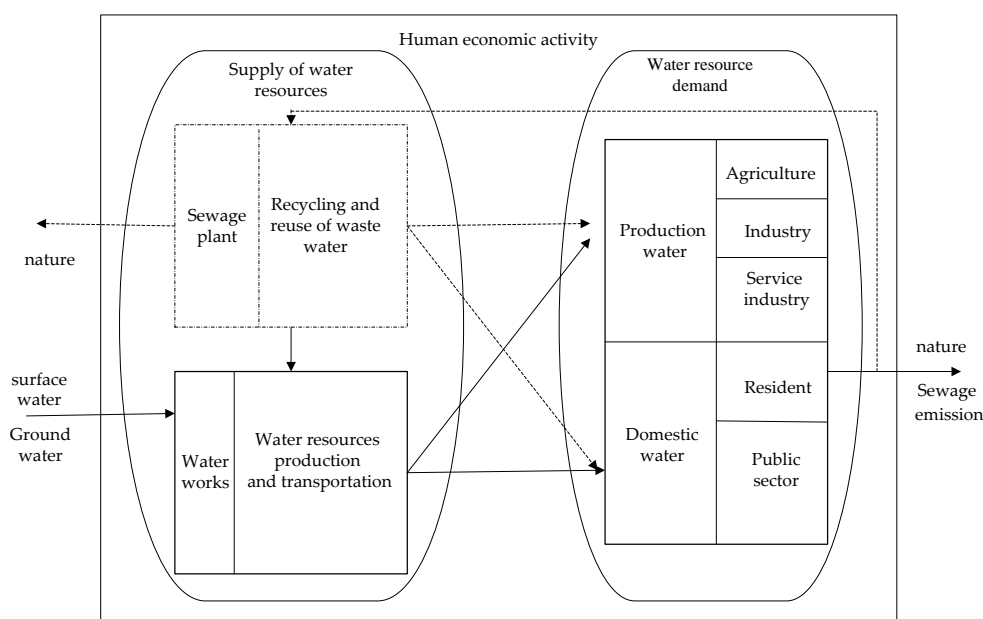 Human economic activity
Supply of water
resources
Water resource
demand
Sewage
plant
Recycling and
reuse of waste
water
nature
Production
water
Agriculture
Industry
Service
industry
surface
water
Ground
water
Water
works
Water resources
production
and transportation
Domestic
water
Resident
Public
sector
nature
Sewage
emission